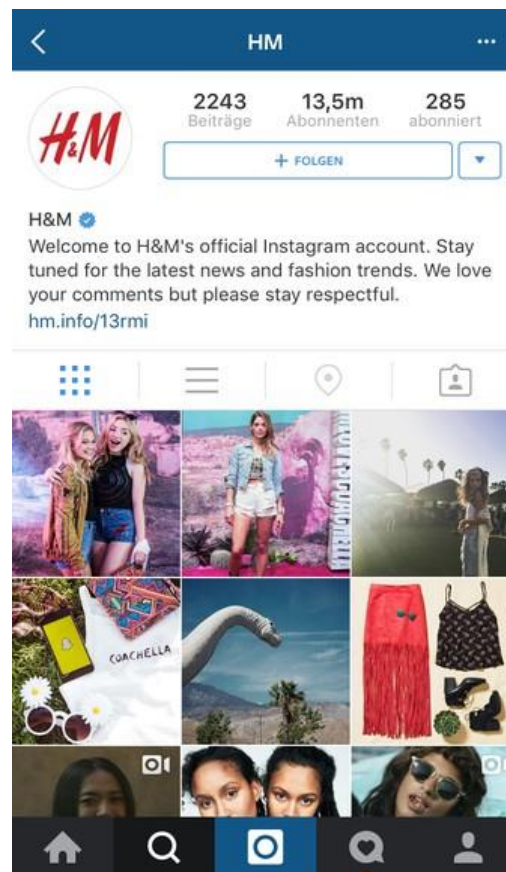 HM
H&M
2243 13,5m 285
Beiträge Abonnenten abonniert
+ FOLGEN
H&M
Welcome to H&M's official Instagram account. Stay
tuned for the latest news and fashion trends. We love
your comments but please stay respectful.
hm.info/13rmi
COACHELLA